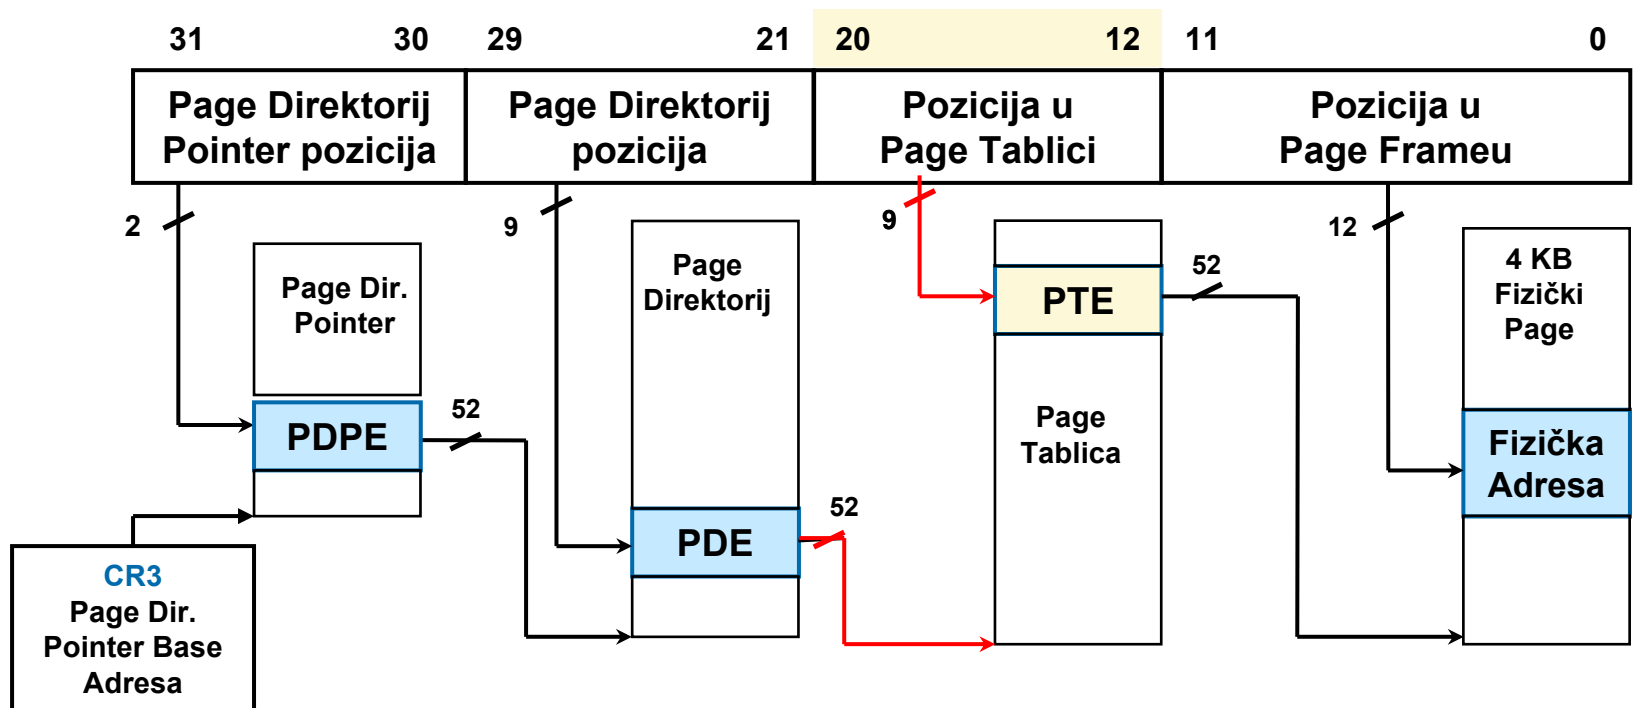 31 30 29 21 20 12 11 0
Page Direktorij
Pointer pozicija
Page Direktorij
pozicija
Pozicija u
Page Tablici
Pozicija u
Page Frameu
2
9
9
12
Page Dir.
Pointer
PDPE
52
Page
Direktorij
PDE
52
PTE
52
Page
Tablica
4 KB
Fizički
Page
Fizička
Adresa
CR3
Page Dir.
Pointer Base
Adresa